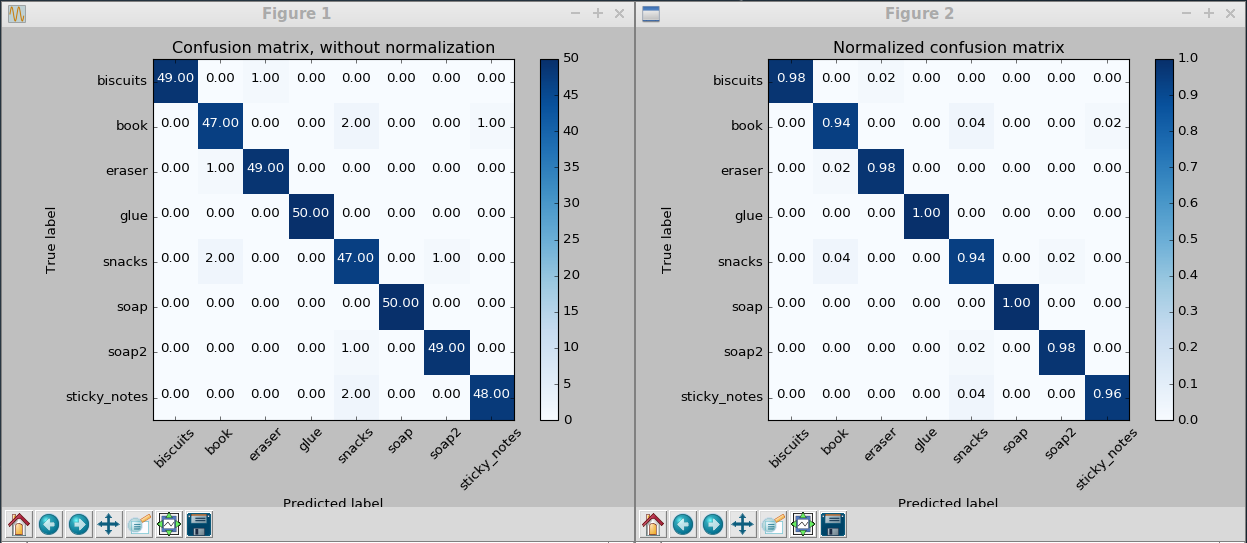 Figure 1
Confusion matrix, without normalization
biscuits 49.00 0.00 1.00 0.00 0.00 0.00 0.00 0.00
book 0.00 47.00 0.00 0.00 2.00 0.00 0.00 1.00
eraser 0.00 1.00 49.00 0.00 0.00 0.00 0.00 0.00
glue 0.00 0.00 0.00 50.00 0.00 0.00 0.00 0.00
snacks 0.00 2.00 0.00 0.00 47.00 0.00 1.00 0.00
soap 0.00 0.00 0.00 0.00 0.00 50.00 0.00 0.00
soap2 0.00 0.00 0.00 0.00 1.00 0.00 49.00 0.00
sticky_notes 0.00 0.00 0.00 0.00 2.00 0.00 0.00 48.00
True label
biscuits book eraser glue snacks soap soap2 sticky_notes
Predicted label
50
45
40
35
30
25
20
15
10
5
0
Figure 2
Normalized confusion matrix
biscuits 0.98 0.00 0.02 0.00 0.00 0.00 0.00 0.00
book 0.00 0.94 0.00 0.00 0.04 0.00 0.00 0.02
eraser 0.00 0.02 0.98 0.00 0.00 0.00 0.00 0.00
glue 0.00 0.00 0.00 1.00 0.00 0.00 0.00 0.00
snacks 0.00 0.04 0.00 0.00 0.94 0.00 0.02 0.00
soap 0.00 0.00 0.00 0.00 0.00 1.00 0.00 0.00
soap2 0.00 0.00 0.00 0.00 0.02 0.00 0.98 0.00
sticky_notes 0.00 0.00 0.00 0.00 0.04 0.00 0.00 0.96
True label
biscuits book eraser glue snacks soap soap2 sticky_notes
Predicted label
1.0
0.9
0.8
0.7
0.6
0.5
0.4
0.3
0.2
0.1
0.0